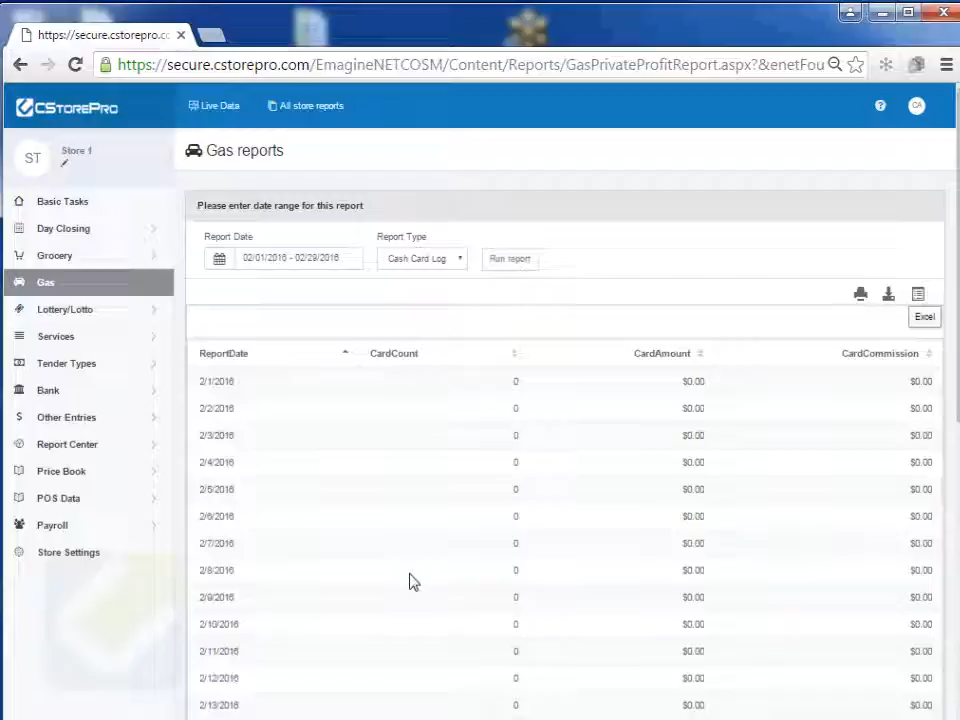 https://secure.cstorepro.cc
https://secure.cstorepro.com/EmagineNETCOSM/Content/Reports/GasPrivateProfitReport.aspx?&enetFou
CSTOREPRO
Live Data
All store reports
?
CA
ST
Store 1
Gas reports
Basic Tasks
Day Closing
Grocery
Gas
Lottery/Lotto
Services
Tender Types
Bank
Other Entries
Report Center
Price Book
POS Data
Payroll
Store Settings
Please enter date range for this report
Report Date
Report Type
02/01/2016 - 02/29/2016
Cash Card Log
Run report
Excel
ReportDate CardCount CardAmount CardCommission
2/1/2016 0 $0.00 $0.00
2/2/2016 0 $0.00 $0.00
2/3/2016 0 $0.00 $0.00
2/4/2016 0 $0.00 $0.00
2/5/2016 0 $0.00 $0.00
2/6/2016 0 $0.00 $0.00
2/7/2016 0 $0.00 $0.00
2/8/2016 0 $0.00 $0.00
2/9/2016 0 $0.00 $0.00
2/10/2016 0 $0.00 $0.00
2/11/2016 0 $0.00 $0.00
2/12/2016 0 $0.00 $0.00
2/13/2016 0 $0.00 $0.00